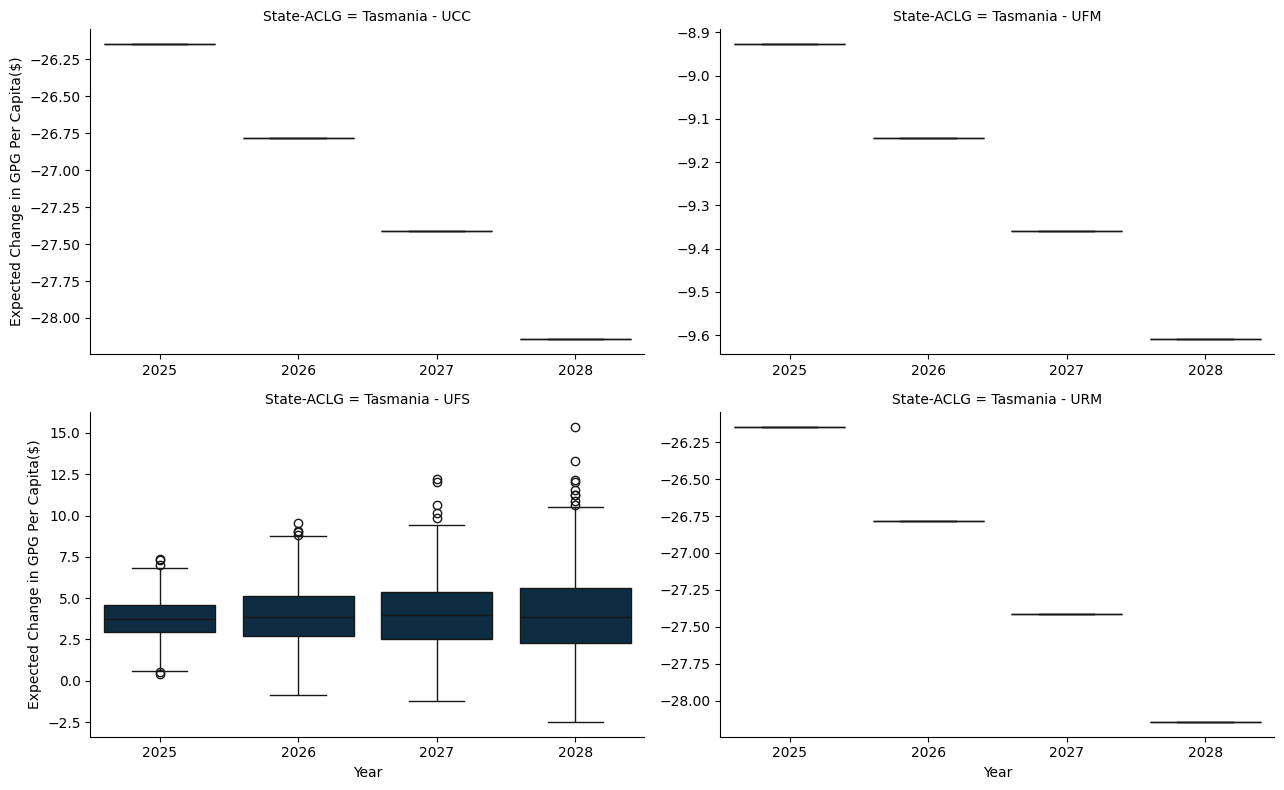 State-ACLG = Tasmania - UCC
Expected Change in GPG Per Capita($)
−26.25
−26.50
−26.75
−27.00
−27.25
−27.50
−27.75
−28.00
2025 2026 2027 2028
State-ACLG = Tasmania - UFM
−8.9
−9.0
−9.1
−9.2
−9.3
−9.4
−9.5
−9.6
2025 2026 2027 2028
State-ACLG = Tasmania - UFS
Expected Change in GPG Per Capita($)
15.0
12.5
10.0
7.5
5.0
2.5
0.0
−2.5
2025 2026 2027 2028
Year
State-ACLG = Tasmania - URM
−26.25
−26.50
−26.75
−27.00
−27.25
−27.50
−27.75
−28.00
2025 2026 2027 2028
Year